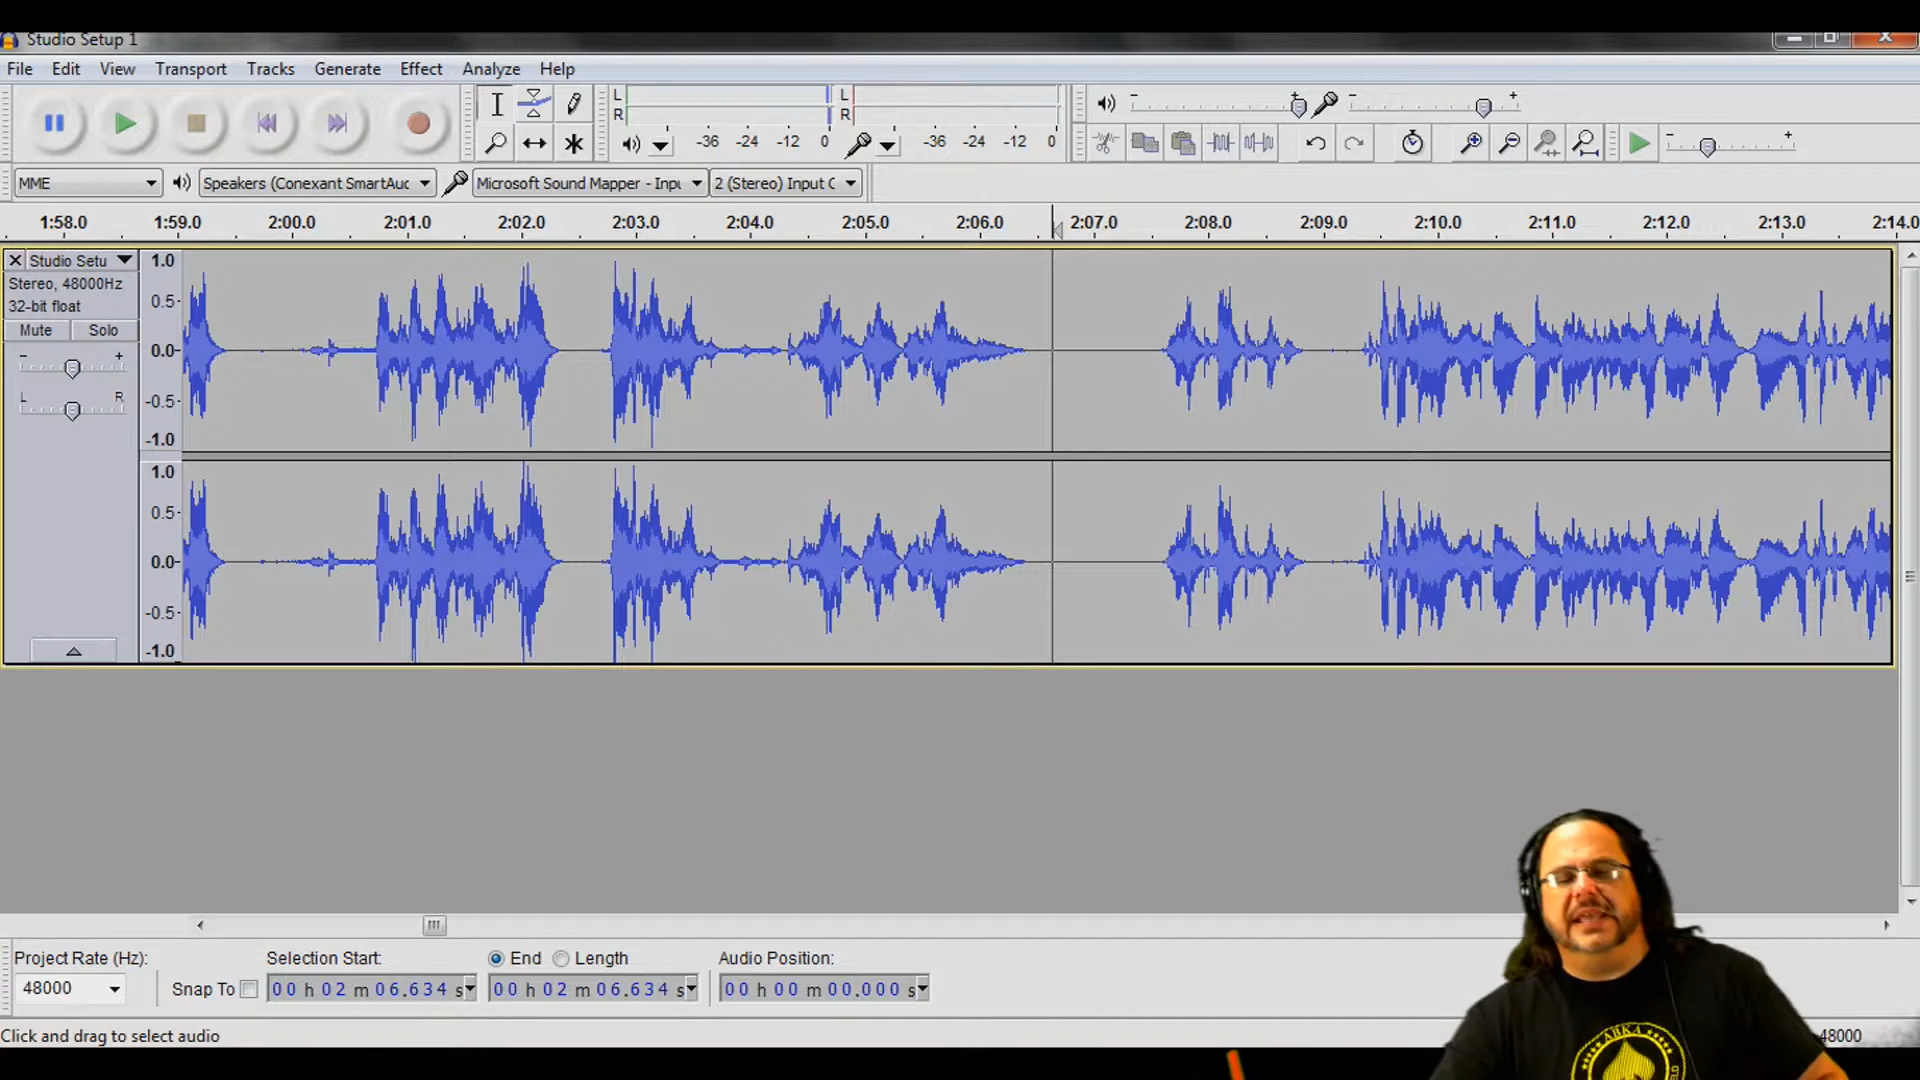 Studio Setup 1
File Edit View Transport Tracks Generate Effect Analyze Help
L L
R R
-36 -24 -12 0 -36 -24 -12 0
MME Speakers (Conexant SmartAuc Microsoft Sound Mapper - Inpu 2 (Stereo) Input C
1:58.0 1:59.0 2:00.0 2:01.0 2:02.0 2:03.0 2:04.0 2:05.0 2:06.0 2:07.0 2:08.0 2:09.0 2:10.0 2:11.0 2:12.0 2:13.0 2:14.0
Studio Setu
Stereo, 48000Hz
32-bit float
Mute Solo
- +
L R
1.0
0.5
0.0
-0.5
-1.0
1.0
0.5
0.0
-0.5
-1.0
Project Rate (Hz): Selection Start: End Length Audio Position:
48000 Snap To 00 h 02 m 06.634 s 00 h 02 m 06.634 s 00 h 00 m 00.000 s
Click and drag to select audio
48000
ABKA